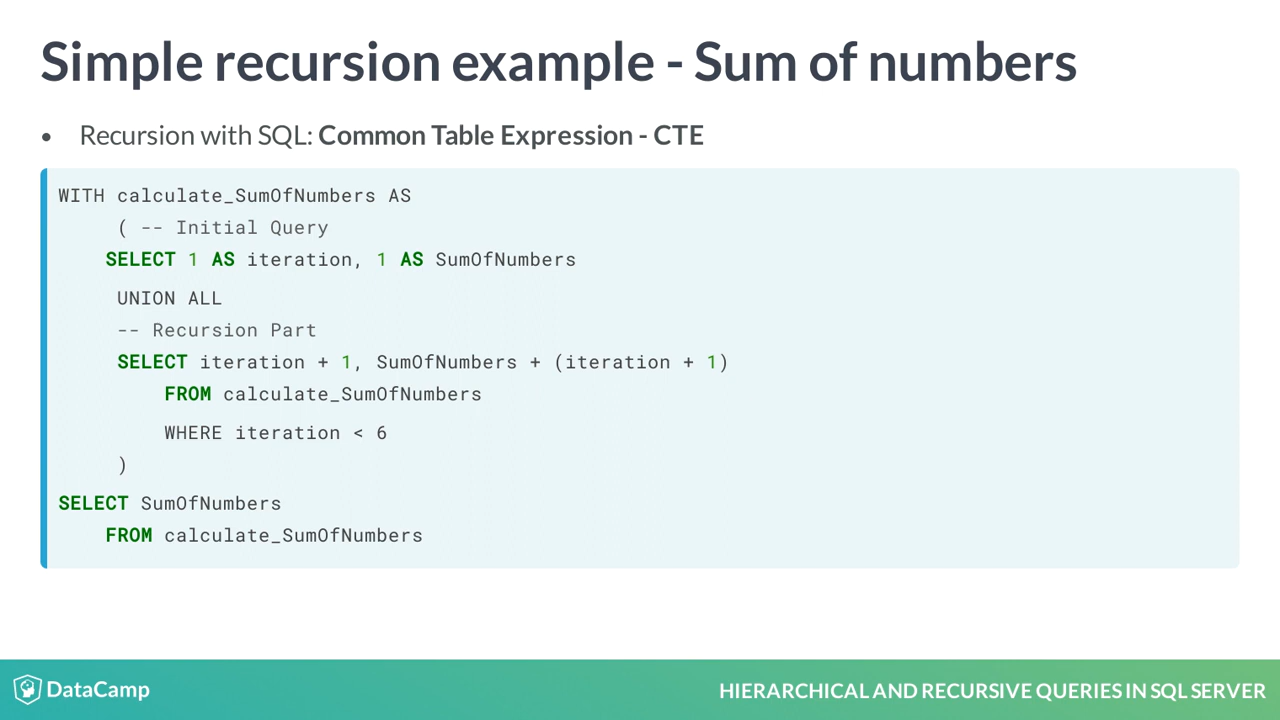 Simple recursion example - Sum of numbers
• Recursion with SQL: Common Table Expression - CTE
WITH calculate_SumOfNumbers AS
( -- Initial Query
SELECT 1 AS iteration, 1 AS SumOfNumbers
UNION ALL
-- Recursion Part
SELECT iteration + 1, SumOfNumbers + (iteration + 1)
FROM calculate_SumOfNumbers
WHERE iteration < 6
)
SELECT SumOfNumbers
FROM calculate_SumOfNumbers
DataCamp
HIERARCHICAL AND RECURSIVE QUERIES IN SQL SERVER